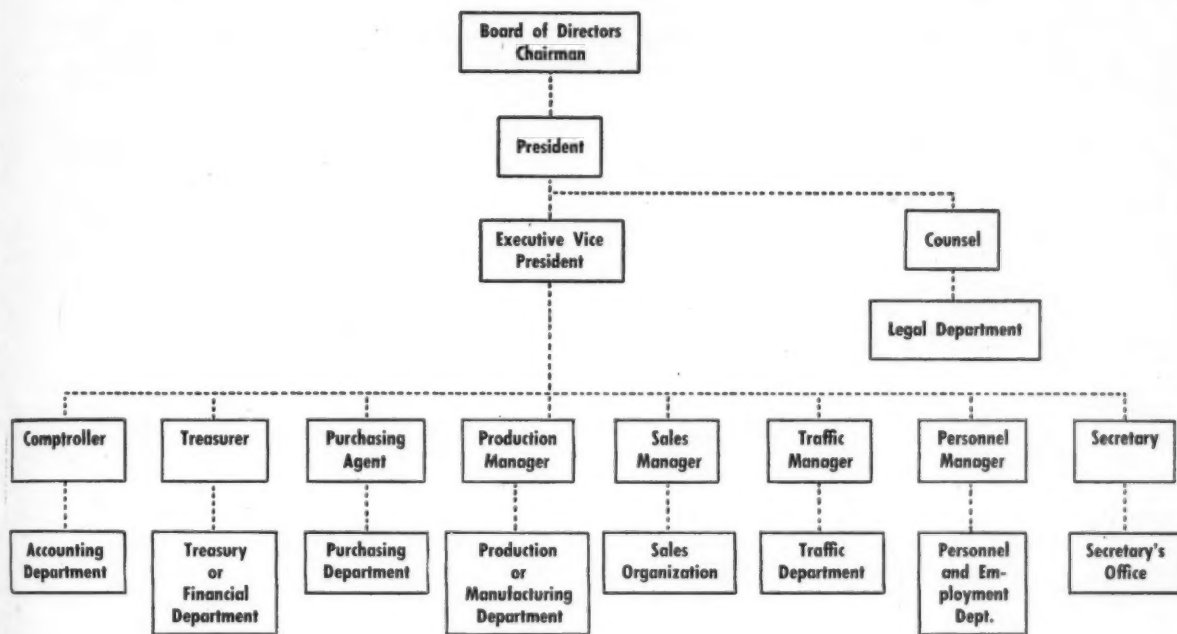 Board of Directors
Chairman
President
Executive Vice
President
Counsel
Legal Department
Comptroller
Treasurer
Purchasing
Agent
Production
Manager
Sales
Manager
Traffic
Manager
Personnel
Manager
Secretary
Accounting
Department
Treasury
or
Financial
Department
Purchasing
Department
Production
or
Manufacturing
Department
Sales
Organization
Traffic
Department
Personnel
and Em-
ployment
Dept.
Secretary's
Office